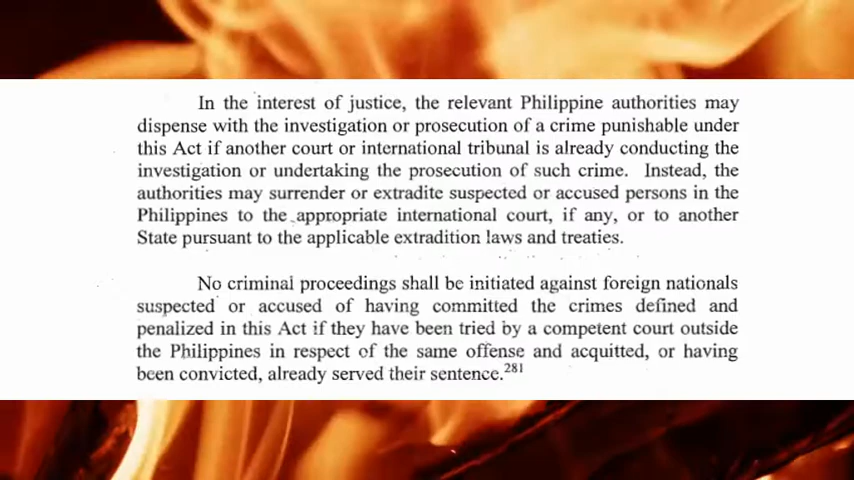 In the interest of justice, the relevant Philippine authorities may
dispense with the investigation or prosecution of a crime punishable under
this Act if another court or international tribunal is already conducting the
investigation or undertaking the prosecution of such crime. Instead, the
authorities may surrender or extradite suspected or accused persons in the
Philippines to the appropriate international court, if any, or to another
State pursuant to the applicable extradition laws and treaties.
No criminal proceedings shall be initiated against foreign nationals
suspected or accused of having committed the crimes defined and
penalized in this Act if they have been tried by a competent court outside
the Philippines in respect of the same offense and acquitted, or having
been convicted, already served their sentence.281